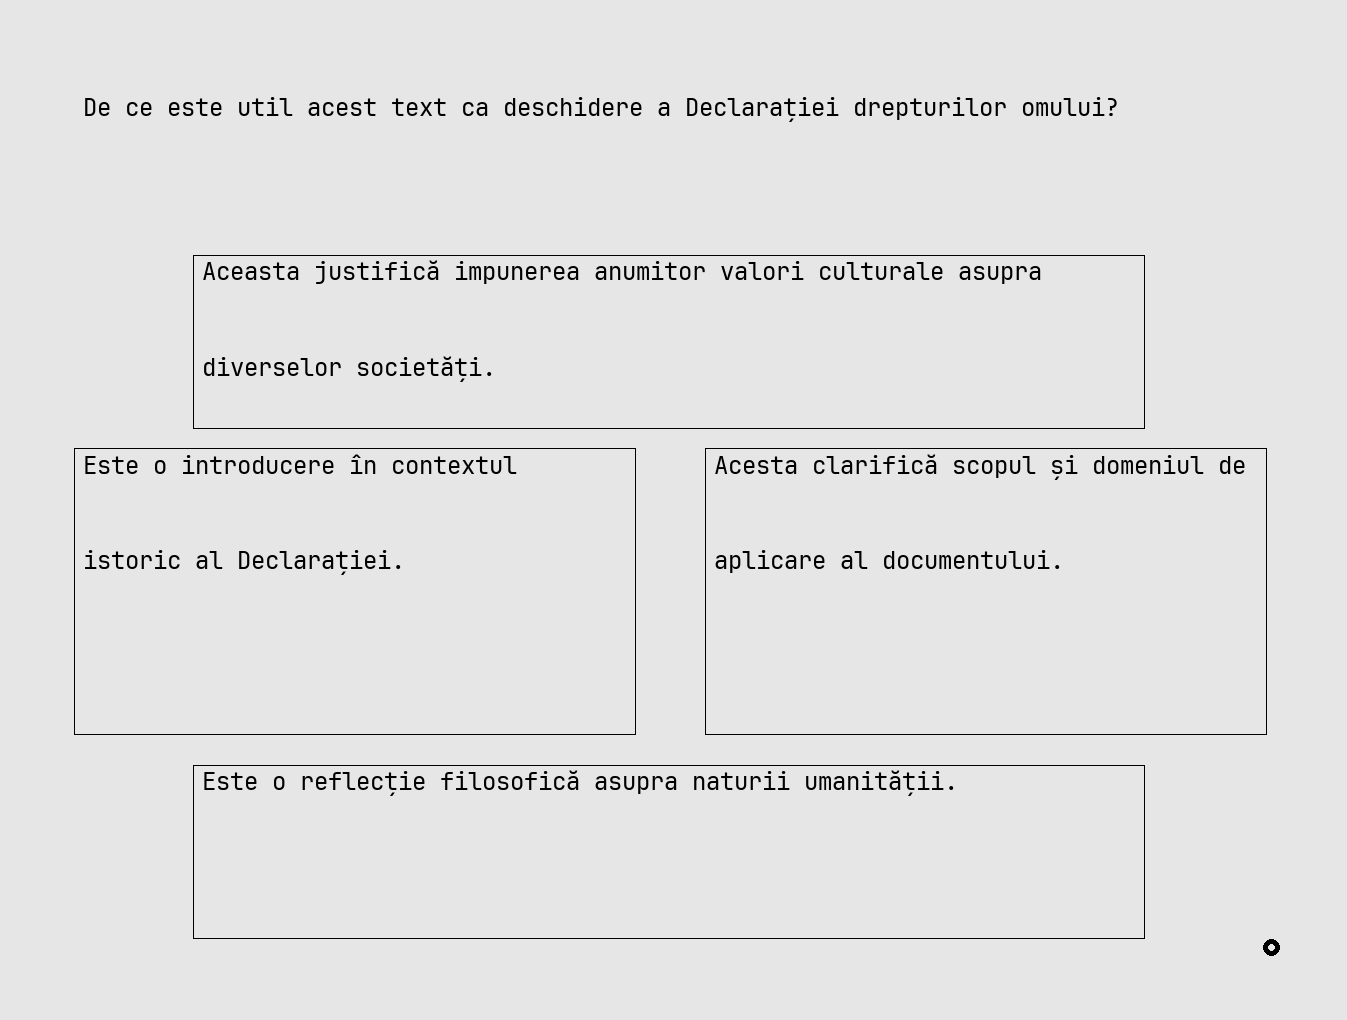 De ce este util acest text ca deschidere a Declarației drepturilor omului?
Aceasta justifică impunerea anumitor valori culturale asupra
diverselor societăți.
Este o introducere în contextul
istoric al Declarației.
Acesta clarifică scopul și domeniul de
aplicare al documentului.
Este o reflecție filosofică asupra naturii umanității.